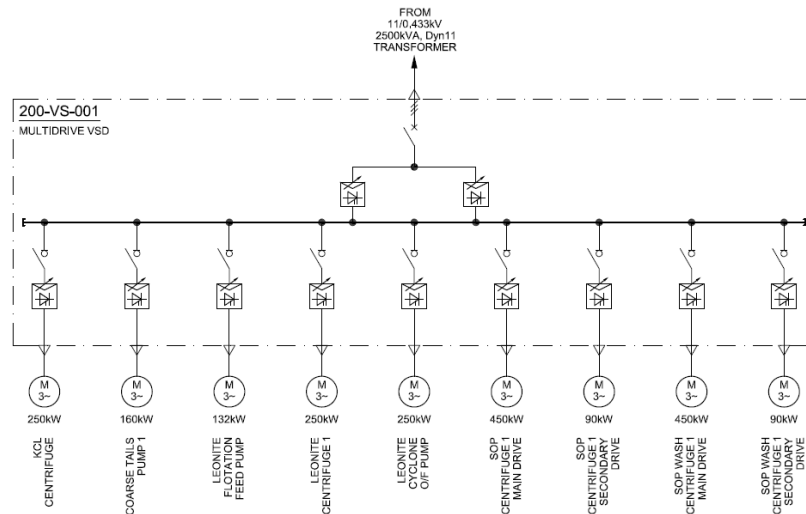 FROM
11/0,433kV
2500kVA, Dyn11
TRANSFORMER
200-VS-001
MULTIDRIVE VSD
M
3~
M
3~
M
3~
M
3~
M
3~
M
3~
M
3~
M
3~
M
3~
250kW
160kW
132kW
250kW
250kW
450kW
90kW
450kW
90kW
KCL
CENTRIFUGE
COARSE TAILS
PUMP 1
LEONITE
FLOTATION
FEED PUMP
LEONITE
CENTRIFUGE 1
LEONITE
CYCLONE
O/F PUMP
SOP
CENTRIFUGE 1
MAIN DRIVE
SOP
CENTRIFUGE 1
SECONDARY
DRIVE
SOP WASH
CENTRIFUGE 1
MAIN DRIVE
SOP WASH
CENTRIFUGE 1
SECONDARY
DRIVE